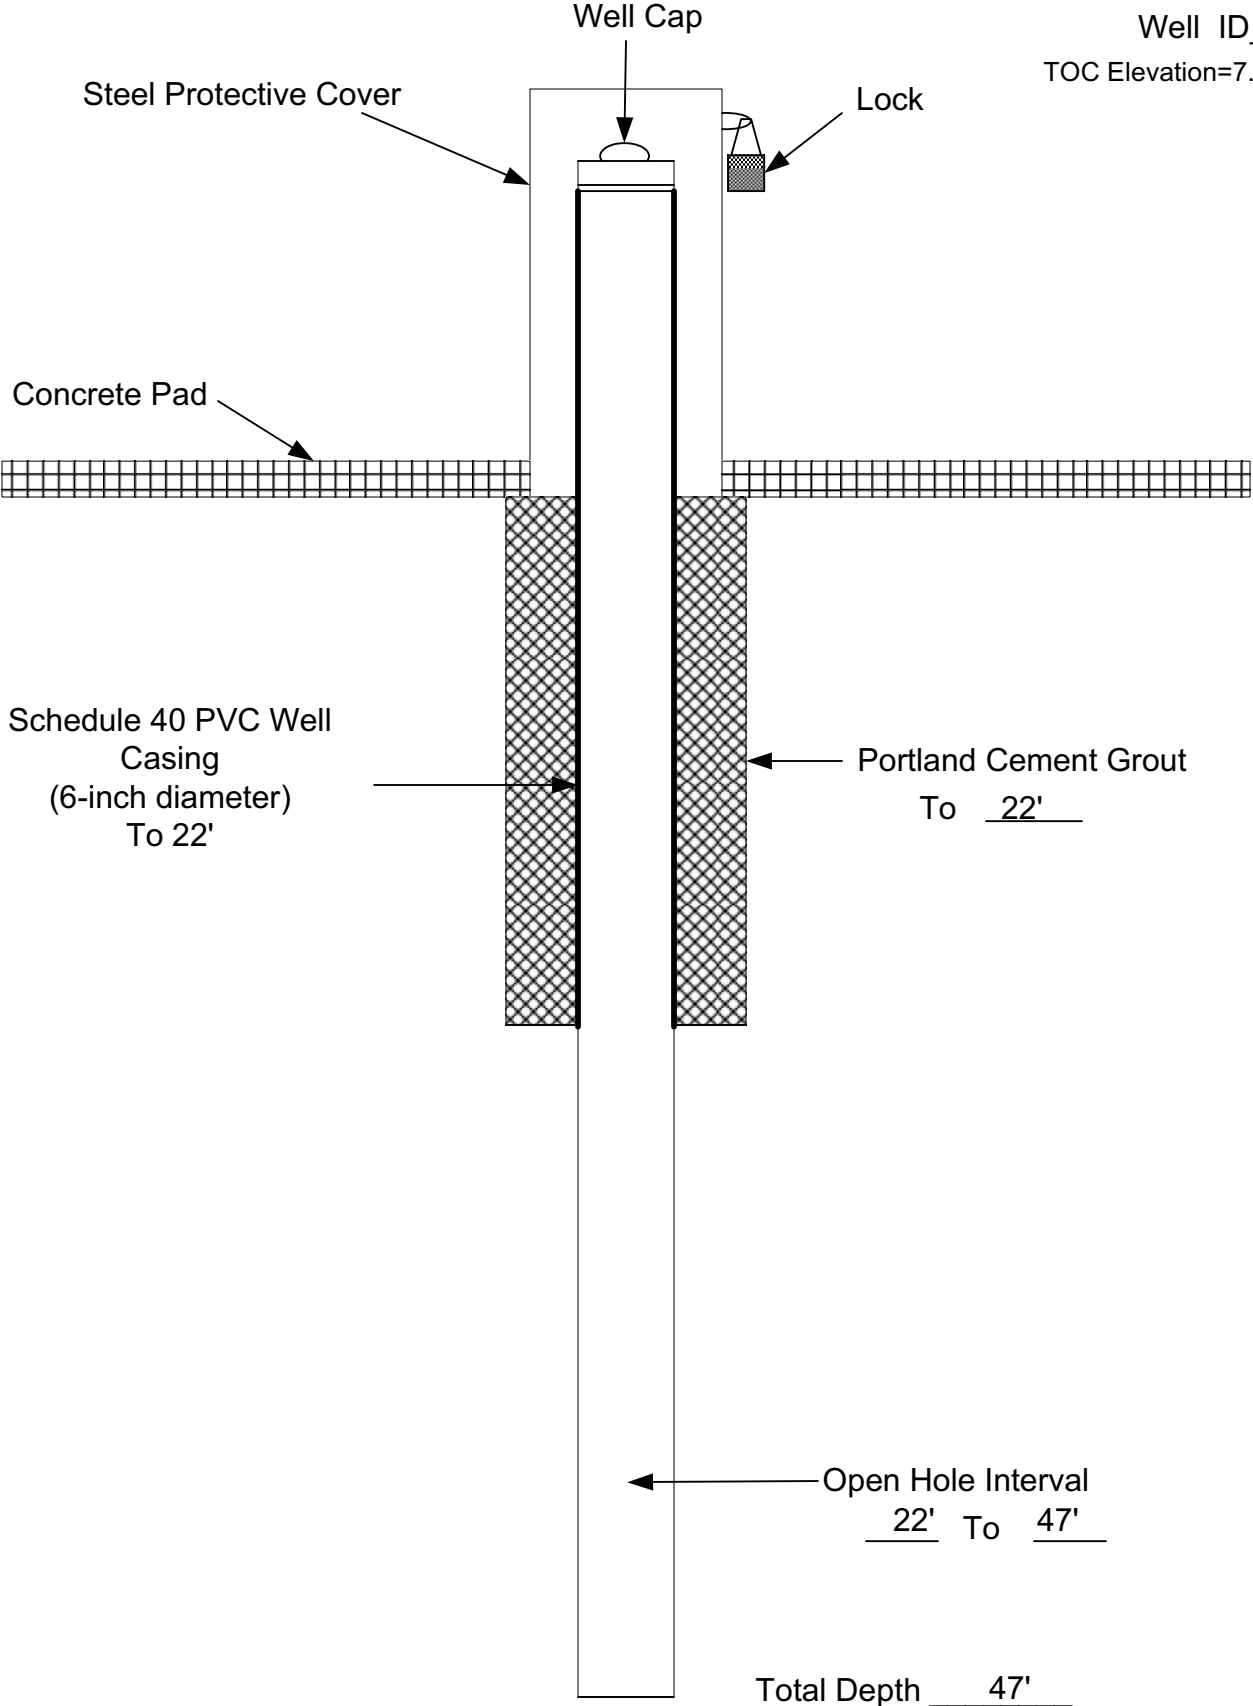 Well Cap
Well ID
TOC Elevation=7.
Steel Protective Cover
Lock
Concrete Pad
Schedule 40 PVC Well
Casing
(6-inch diameter)
To 22'
Portland Cement Grout
To 22'
Open Hole Interval
22' To 47'
Total Depth 47'